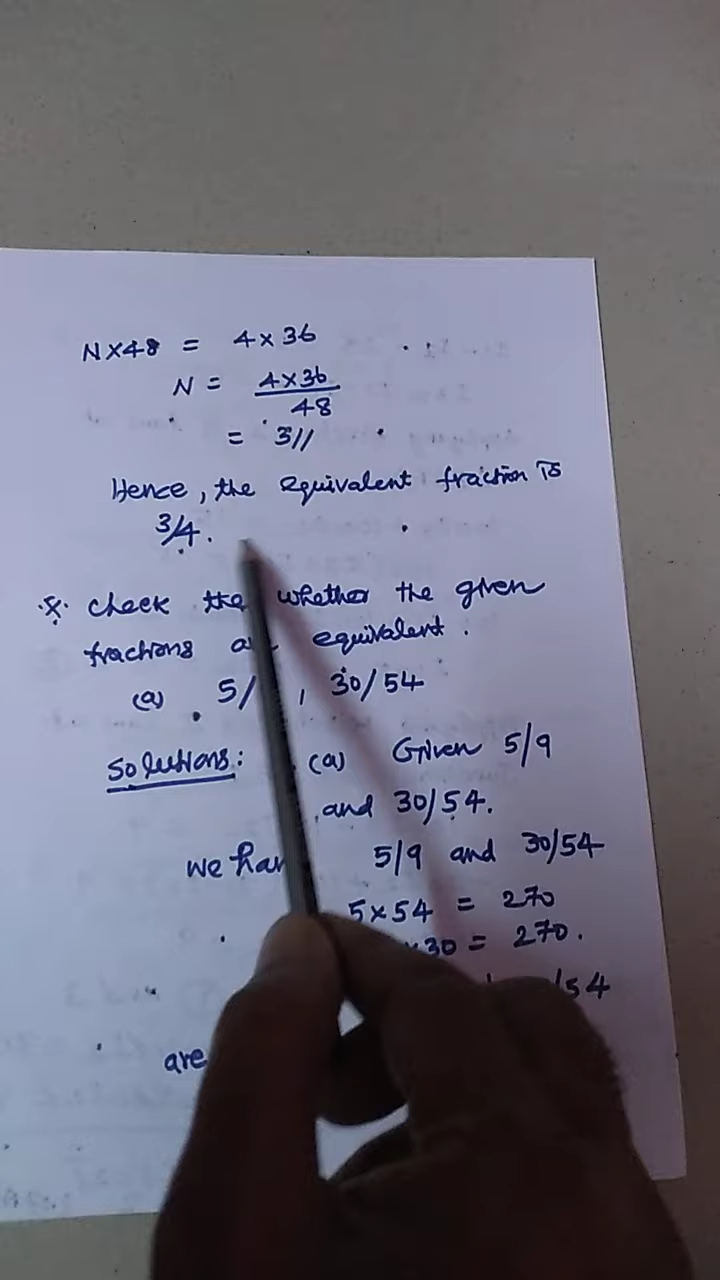 N×48 = 4×36
N = 4×36
48
= 3//
Hence, the equivalent fraction is
3/4.
check the whether the given
fractions equivalent.
(a) 5/ , 30/54
Solutions: (a) Given 5/9
and 30/54.
we 5/9 and 30/54
5×54 = 270
×30 = 270.
/54
are